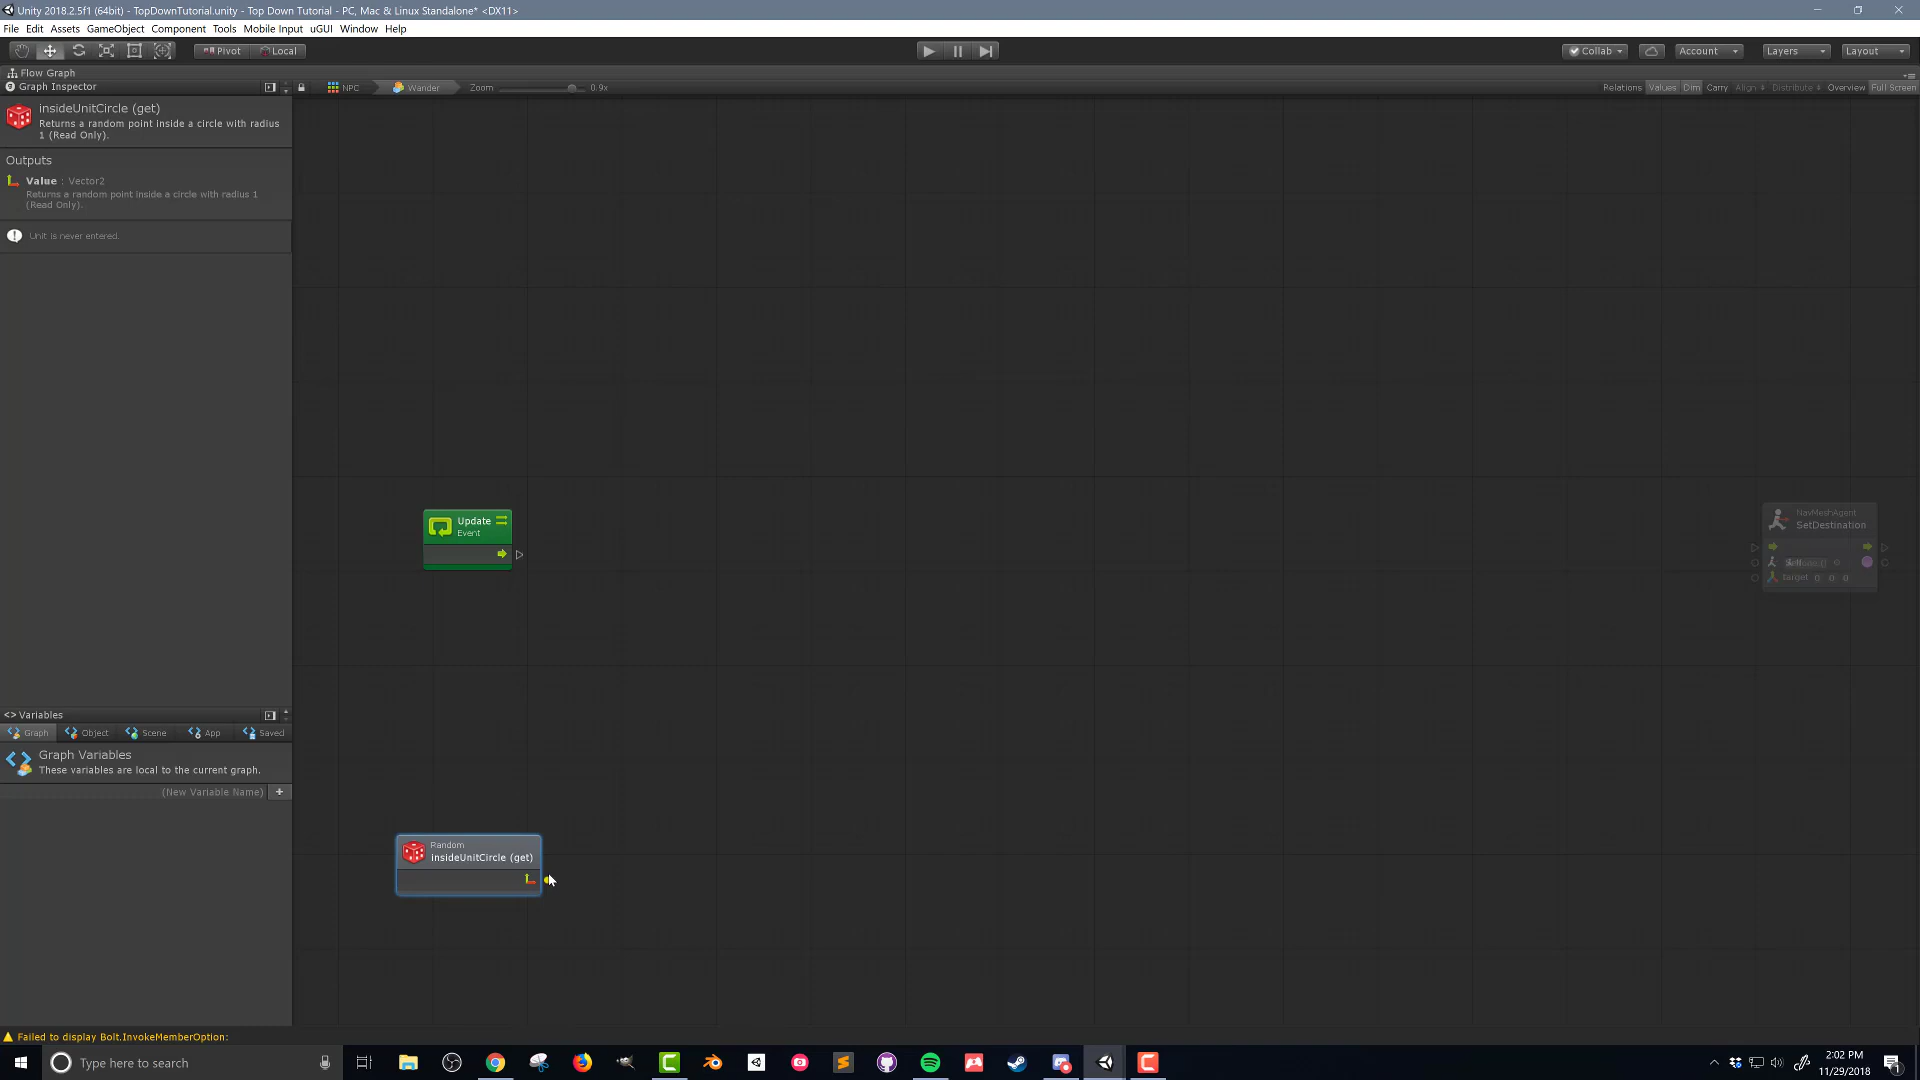 Unity 2018.2.5f1 (64bit) - TopDownTutorial.unity - Top Down Tutorial - PC, Mac & Linux Standalone* <DX11>
File Edit Assets GameObject Component Tools Mobile Input uGUI Window Help
Pivot Local Collab Account Layers Layout
Flow Graph
Graph Inspector NPC Wander Zoom 0.9x Relations Values Dim Carry Align Distribute Overview Full Screen
insideUnitCircle (get)
Returns a random point inside a circle with radius
1 (Read Only).
Outputs
Value : Vector2
Returns a random point inside a circle with radius 1
(Read Only).
Unit is never entered.
Update
Event
NavMeshAgent
SetDestination
target 0 0 0
<> Variables
Graph Object Scene App Saved
Graph Variables
These variables are local to the current graph.
(New Variable Name) +
Random
insideUnitCircle (get)
Failed to display Bolt.InvokeMemberOption:
Type here to search
2:02 PM
11/29/2018
1